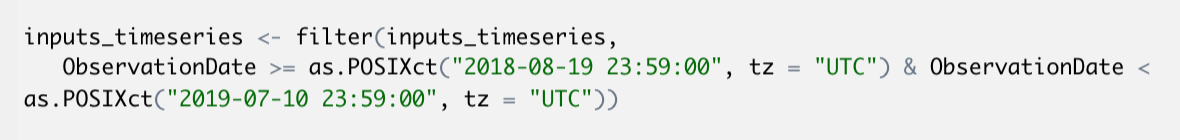 inputs_timeseries <- filter(inputs_timeseries,
ObservationDate >= as.POSIXct("2018-08-19 23:59:00", tz = "UTC") & ObservationDate <
as.POSIXct("2019-07-10 23:59:00", tz = "UTC"))